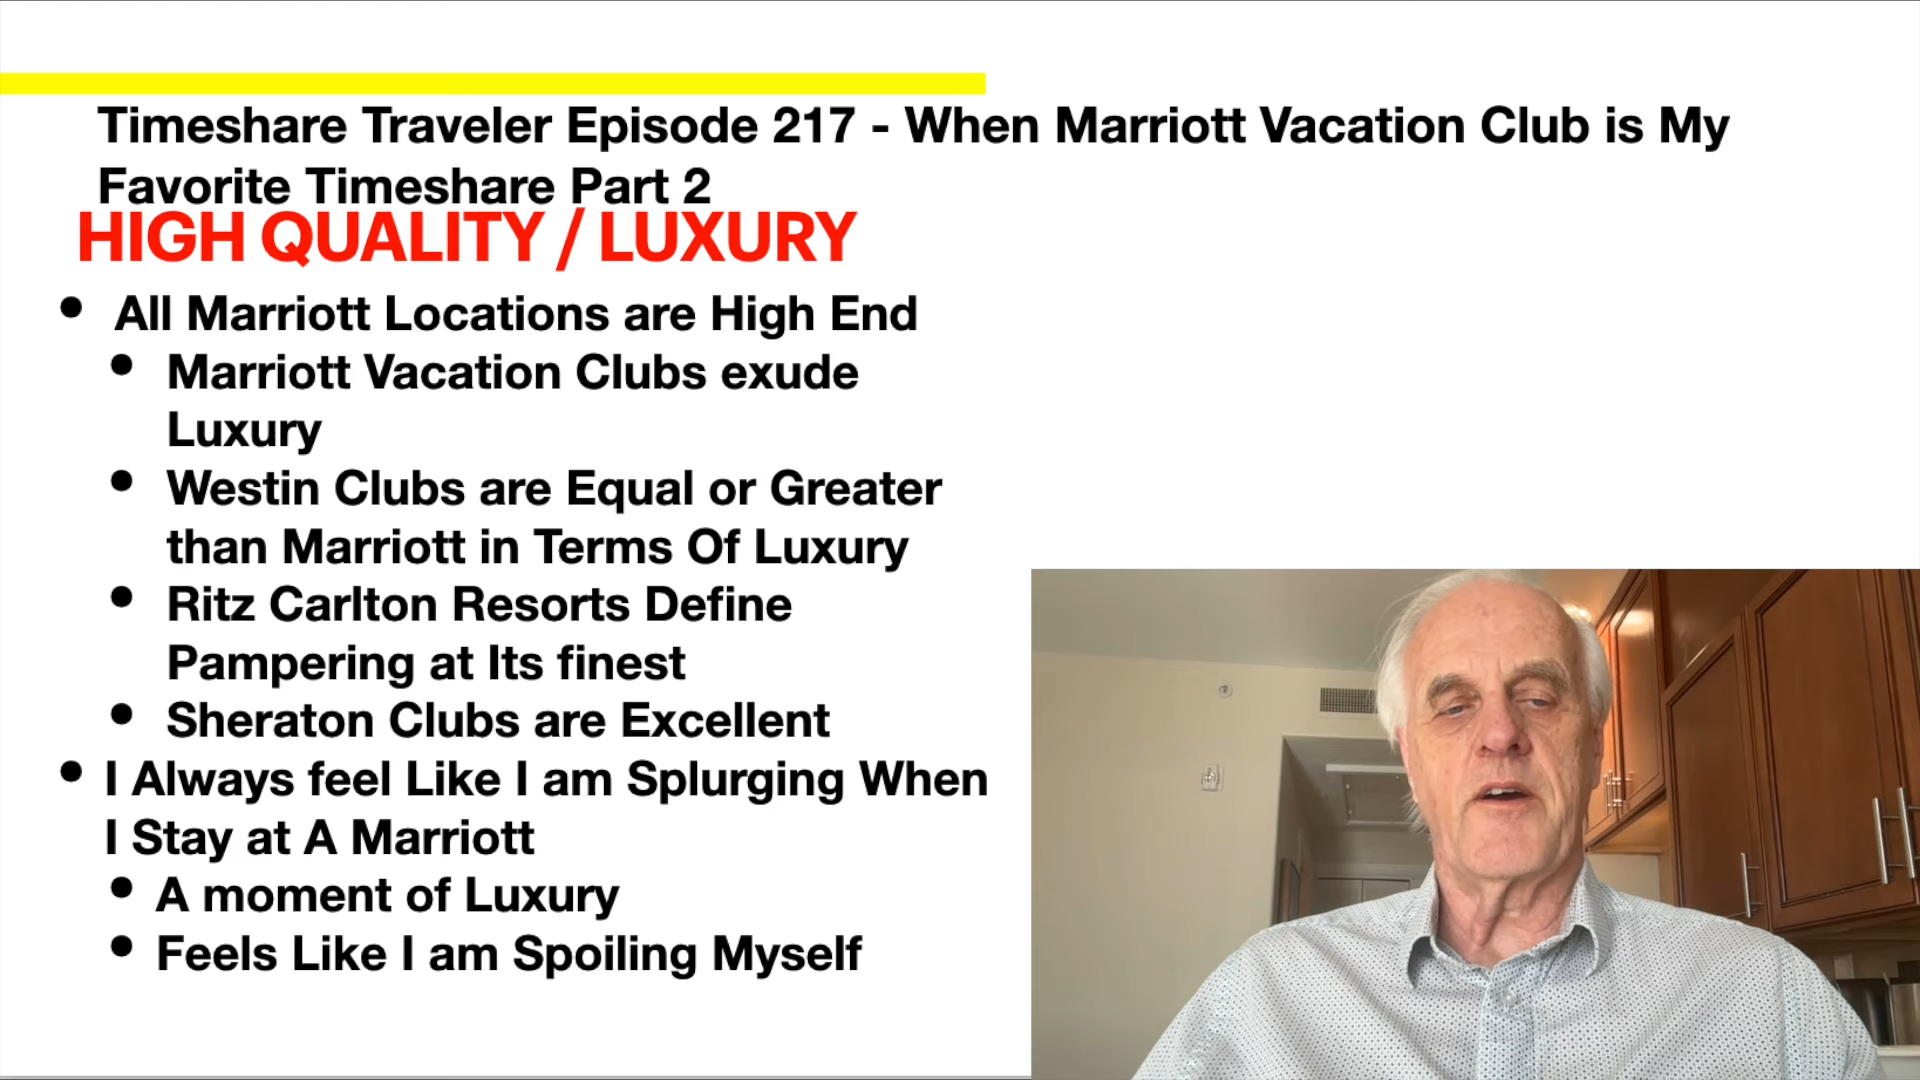 Timeshare Traveler Episode 217 - When Marriott Vacation Club is My
Favorite Timeshare Part 2
HIGH QUALITY / LUXURY
• All Marriott Locations are High End
• Marriott Vacation Clubs exude
Luxury
• Westin Clubs are Equal or Greater
than Marriott in Terms Of Luxury
• Ritz Carlton Resorts Define
Pampering at Its finest
• Sheraton Clubs are Excellent
• I Always feel Like I am Splurging When
I Stay at A Marriott
• A moment of Luxury
• Feels Like I am Spoiling Myself